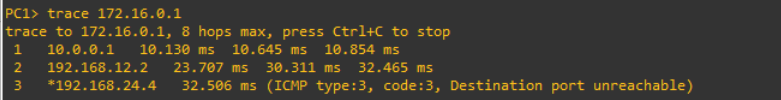 PC1> trace 172.16.0.1
trace to 172.16.0.1, 8 hops max, press Ctrl+C to stop
1 10.0.0.1 10.130 ms 10.645 ms 10.854 ms
2 192.168.12.2 23.707 ms 30.311 ms 32.465 ms
3 *192.168.24.4 32.506 ms (ICMP type:3, code:3, Destination port unreachable)